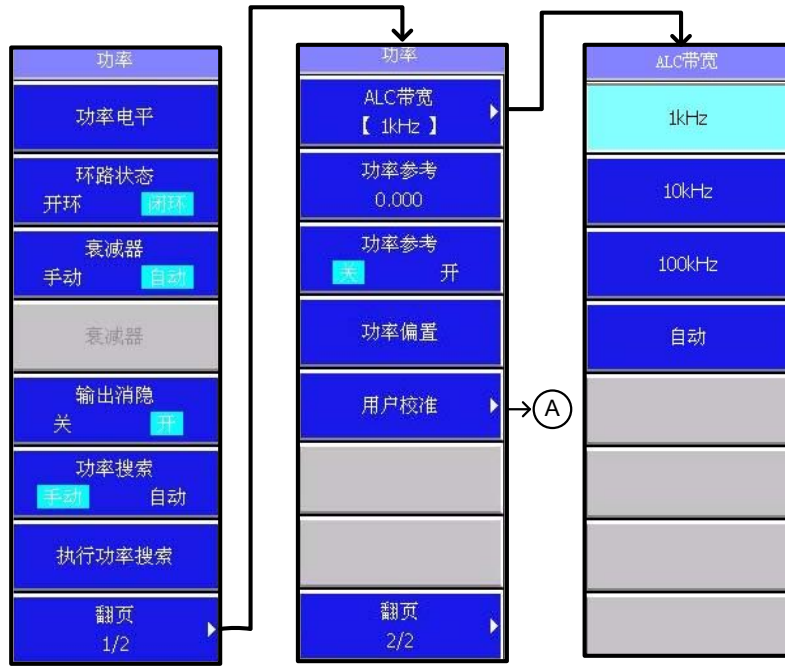 功率
功率电平
环路状态
开环 闭环
衰减器
手动 自动
衰减器
输出消隐
关 开
功率搜索
手动 自动
执行功率搜索
翻页
1/2
功率
ALC带宽
【 1kHz 】
功率参考
0.000
功率参考
关 开
功率偏置
用户校准
A
翻页
2/2
ALC带宽
1kHz
10kHz
100kHz
自动